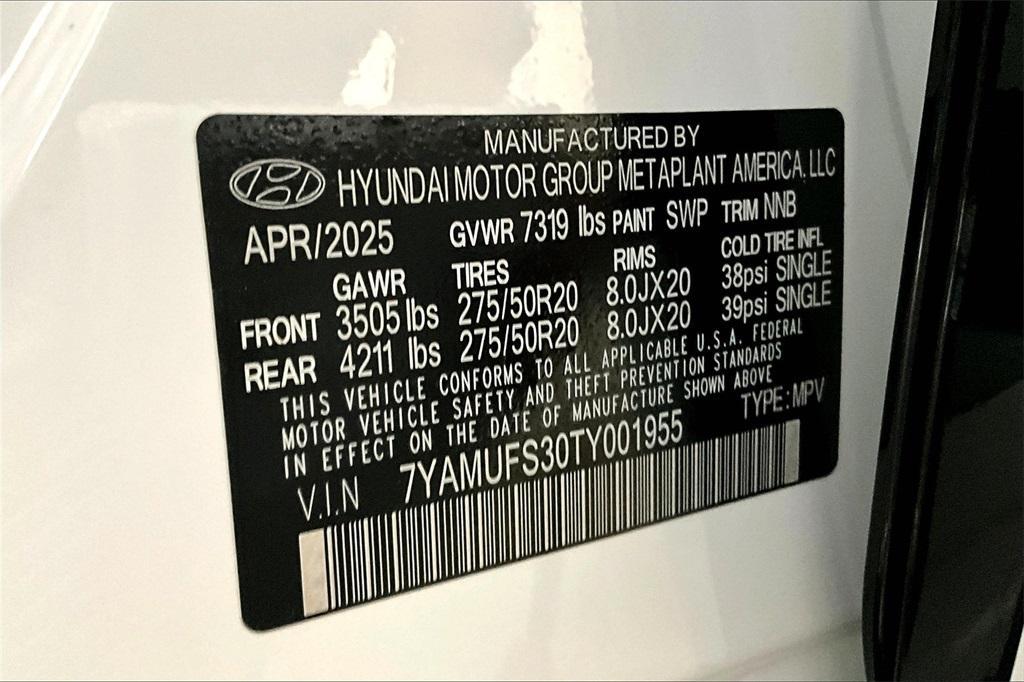 MANUFACTURED BY
HYUNDAI MOTOR GROUP METAPLANT AMERICA, LLC
APR/2025 GVWR 7319 lbs PAINT SWP TRIM NNB
GAWR TIRES RIMS COLD TIRE INFL
FRONT 3505 lbs 275/50R20 8.0JX20 38psi SINGLE
REAR 4211 lbs 275/50R20 8.0JX20 39psi SINGLE
THIS VEHICLE CONFORMS TO ALL APPLICABLE U.S.A. FEDERAL
MOTOR VEHICLE SAFETY AND THEFT PREVENTION STANDARDS
IN EFFECT ON THE DATE OF MANUFACTURE SHOWN ABOVE
V.I.N 7YAMUFS30TY001955 TYPE:MPV